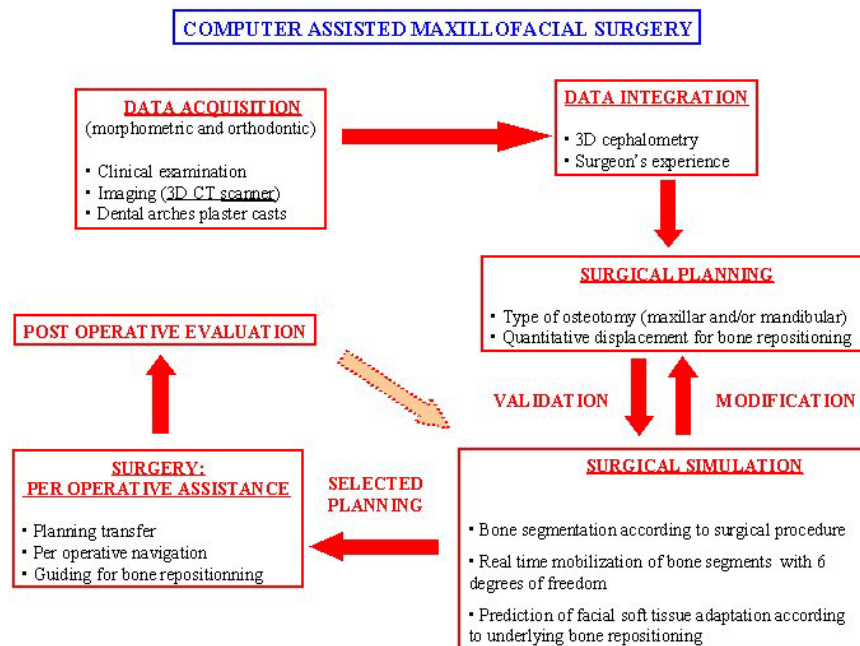 COMPUTER ASSISTED MAXILLOFACIAL SURGERY
DATA ACQUISITION
(morphometric and orthodontic)
• Clinical examination
• Imaging (3D CT scanner)
• Dental arches plaster casts
DATA INTEGRATION
• 3D cephalometry
• Surgeon's experience
SURGICAL PLANNING
• Type of osteotomy (maxillar and/or mandibular)
• Quantitative displacement for bone repositioning
VALIDATION
MODIFICATION
SURGICAL SIMULATION
• Bone segmentation according to surgical procedure
• Real time mobilization of bone segments with 6
degrees of freedom
• Prediction of facial soft tissue adaptation according
to underlying bone repositioning
SELECTED
PLANNING
SURGERY:
PER OPERATIVE ASSISTANCE
• Planning transfer
• Per operative navigation
• Guiding for bone repositionning
POST OPERATIVE EVALUATION